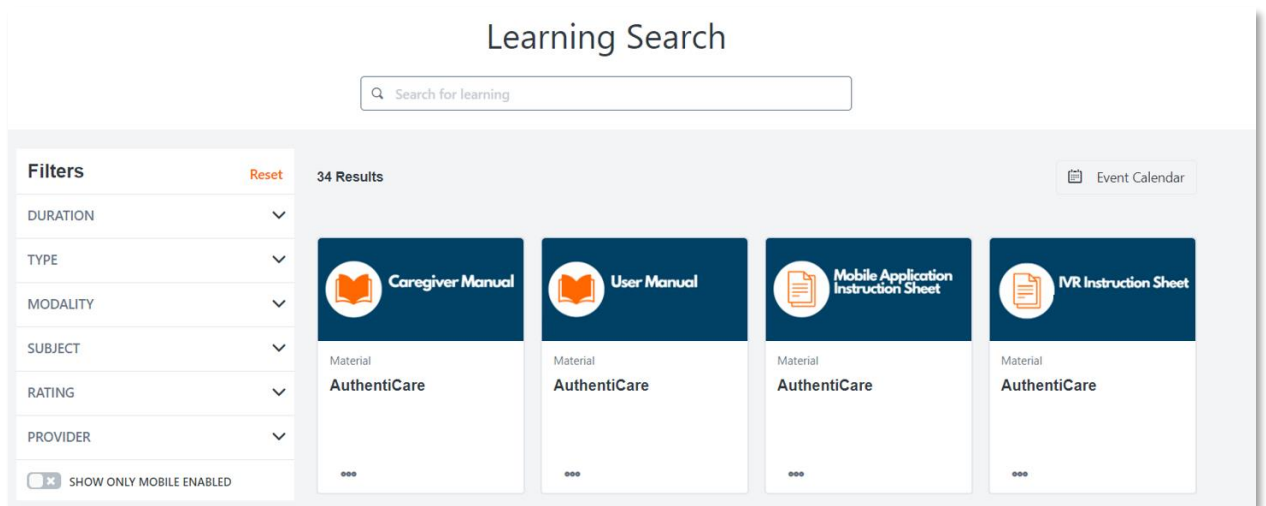 Learning Search
Search for learning
Filters
Reset
34 Results
Event Calendar
DURATION
TYPE
MODALITY
SUBJECT
RATING
PROVIDER
SHOW ONLY MOBILE ENABLED
Caregiver Manual
Material
AuthentiCare
User Manual
Material
AuthentiCare
Mobile Application
Instruction Sheet
Material
AuthentiCare
IVR Instruction Sheet
Material
AuthentiCare